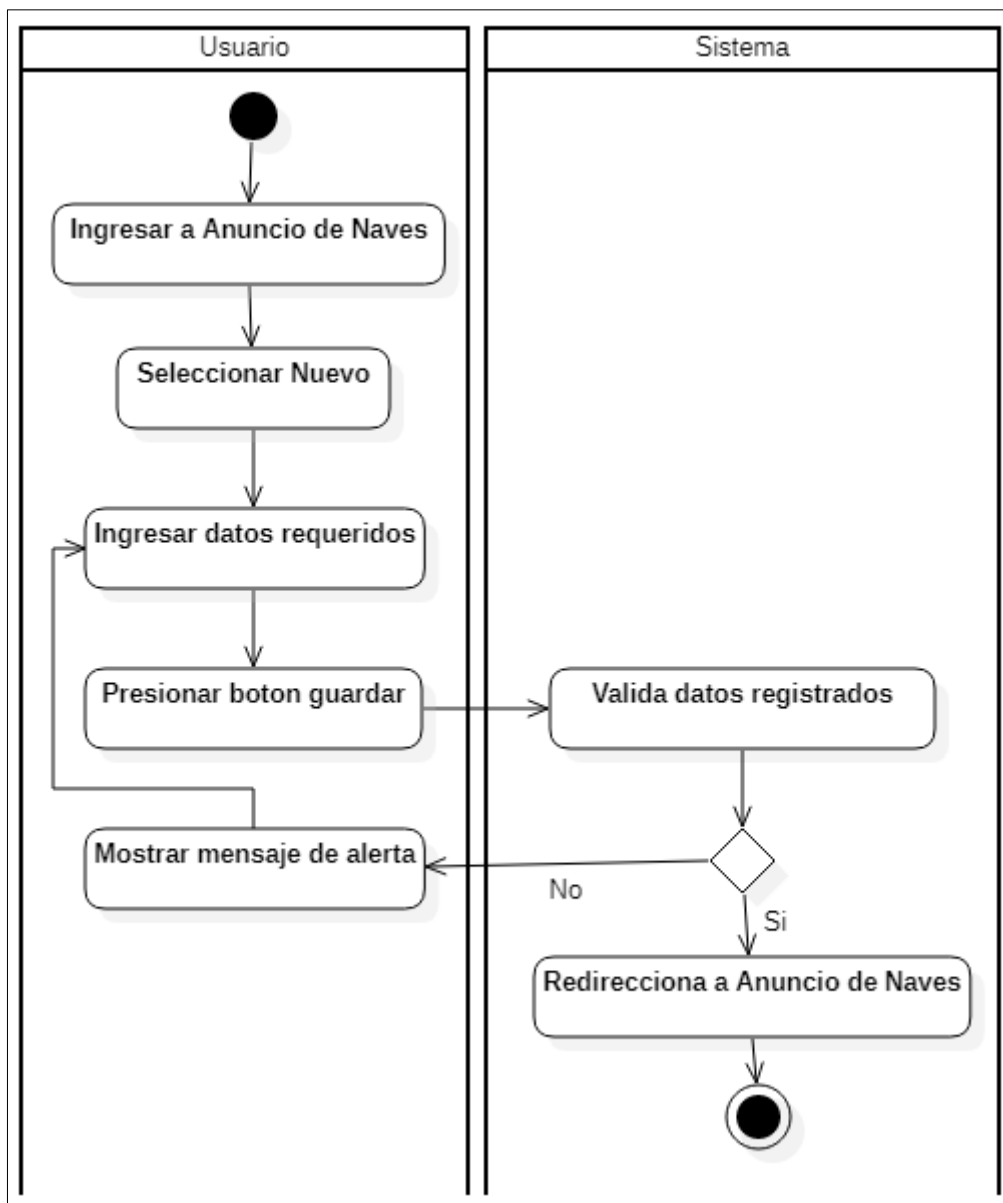 Usuario
Sistema
Ingresar a Anuncio de Naves
Seleccionar Nuevo
Ingresar datos requeridos
Presionar boton guardar
Valida datos registrados
Mostrar mensaje de alerta
No
Si
Redirecciona a Anuncio de Naves